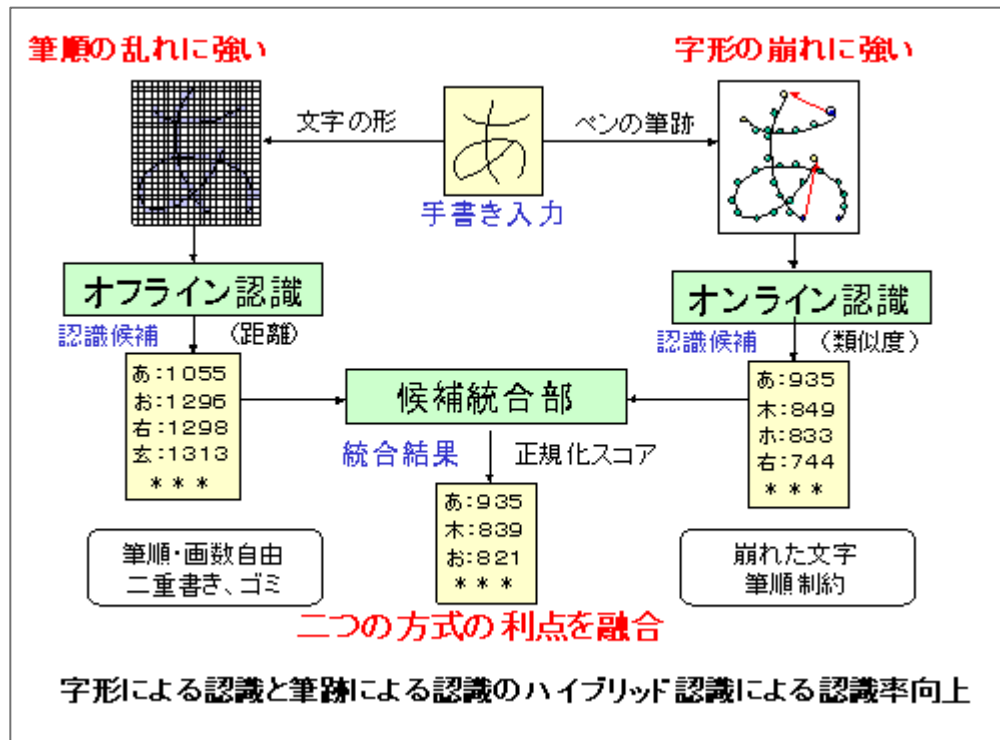 筆順の乱れに強い
字形の崩れに強い
文字の形
ペンの筆跡
手書き入力
オフライン認識
オンライン認識
認識候補
(距離)
認識候補
(類似度)
あ:1055
お:1296
右:1298
玄:1313
***
候補統合部
あ:935
木:849
ホ:833
右:744
***
統合結果
正規化スコア
あ:935
木:839
お:821
***
筆順・画数自由
二重書き、ゴミ
崩れた文字
筆順制約
二つの方式の利点を融合
字形による認識と筆跡による認識のハイブリッド認識による認識率向上